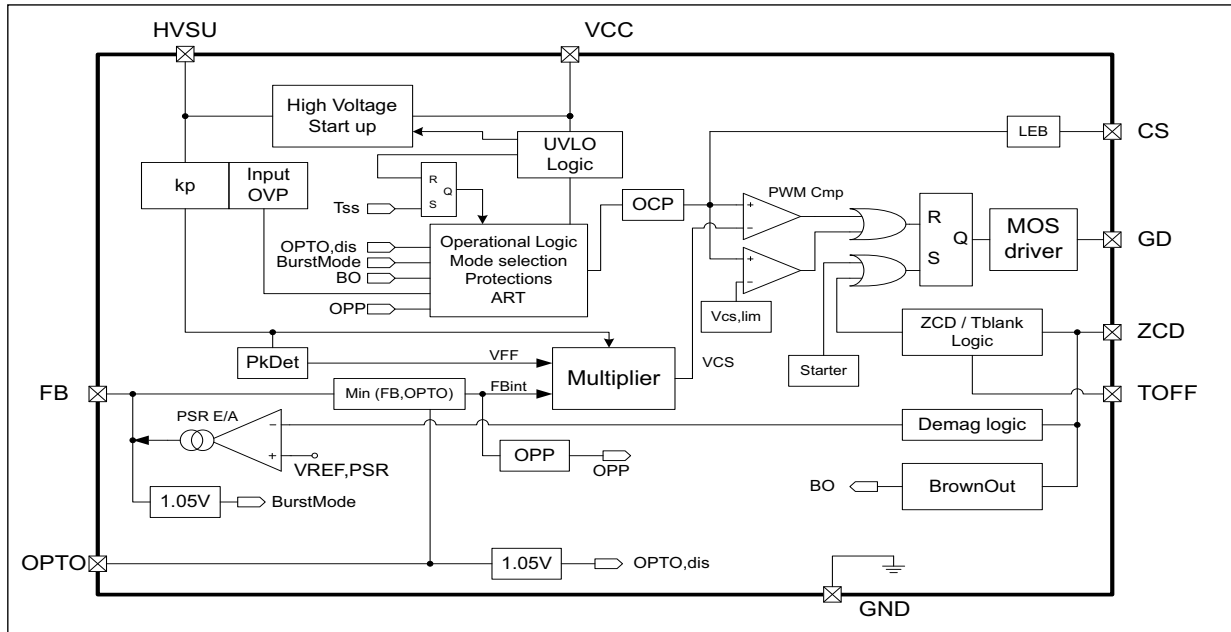 HVSU
VCC
High Voltage
Start up
UVLO
Logic
LEB
CS
kp
Input
OVP
R
Q
S
Tss
OCP
PWM Cmp
+
−
+
−
R
S
Q
MOS
driver
GD
OPTO,dis
BurstMode
BO
OPP
Operational Logic
Mode selection
Protections
ART
Vcs,lim
VCS
Starter
ZCD / Tblank
Logic
ZCD
PkDet
VFF
Multiplier
FB
Min (FB,OPTO)
FBint
TOFF
PSR E/A
−
+
VREF,PSR
Demag logic
OPP
OPP
1.05V
BurstMode
BO
BrownOut
OPTO
1.05V
OPTO,dis
GND